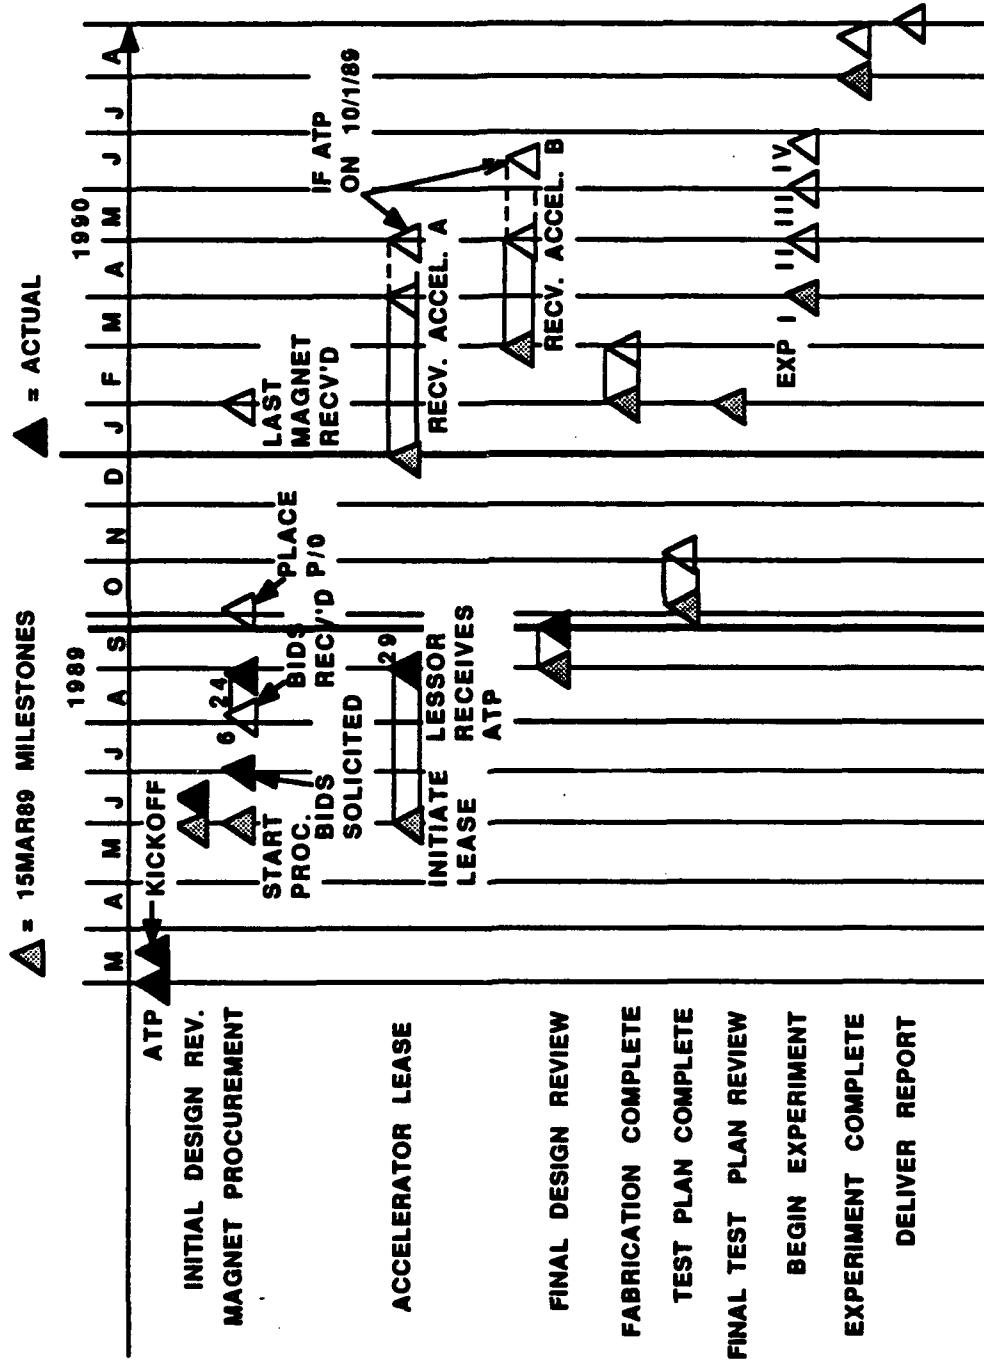 = 15MAR89 MILESTONES
= ACTUAL
1989
1990
M A M J J A S O N D J F M A M J J A
ATP
KICKOFF
INITIAL DESIGN REV.
MAGNET PROCUREMENT
6
24
START
PROC.
BIDS
SOLICITED
BIDS
RECV'D
PLACE
P/O
LAST
MAGNET
RECV'D
IF ATP
ON 10/1/89
ACCELERATOR LEASE
29
INITIATE
LEASE
LESSOR
RECEIVES
ATP
RECV. ACCEL. A
RECV. ACCEL. B
FINAL DESIGN REVIEW
FABRICATION COMPLETE
TEST PLAN COMPLETE
FINAL TEST PLAN REVIEW
BEGIN EXPERIMENT
EXP I II III IV
EXPERIMENT COMPLETE
DELIVER REPORT